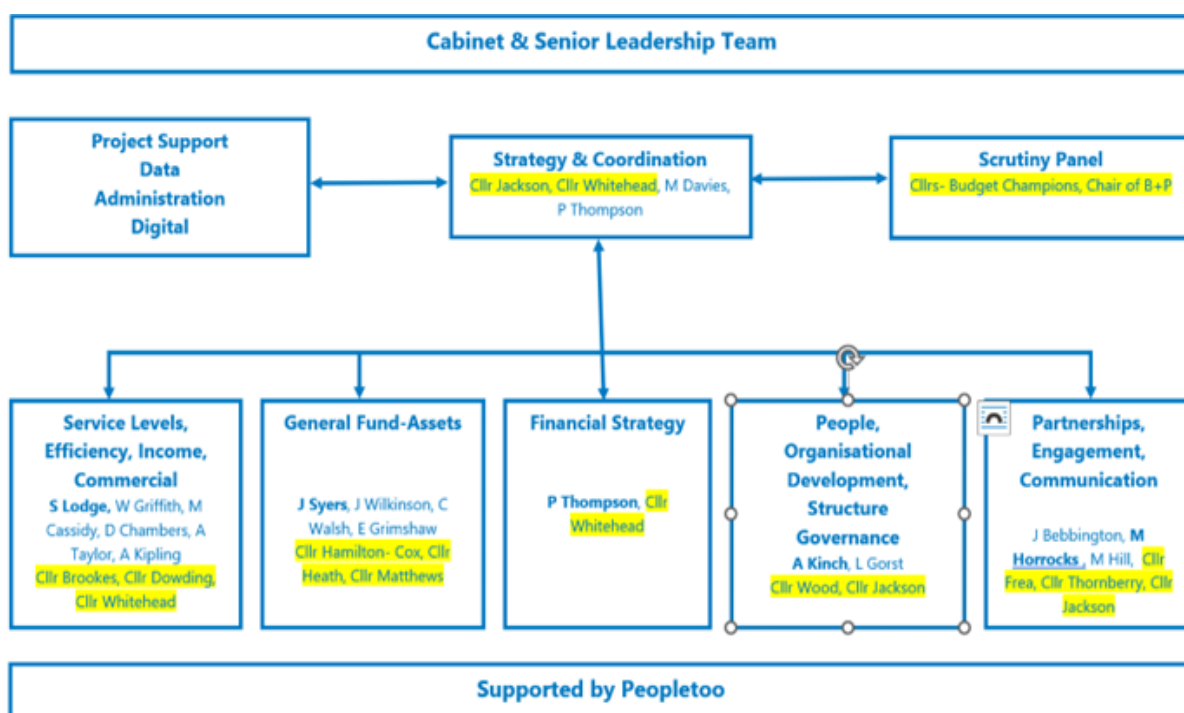 Cabinet & Senior Leadership Team
Project Support
Data
Administration
Digital
Strategy & Coordination
Cllr Jackson, Cllr Whitehead, M Davies,
P Thompson
Scrutiny Panel
Cllrs- Budget Champions, Chair of B+P
Service Levels,
Efficiency, Income,
Commercial
S Lodge, W Griffith, M
Cassidy, D Chambers, A
Taylor, A Kipling
Cllr Brookes, Cllr Dowding,
Cllr Whitehead
General Fund-Assets
J Syers, J Wilkinson, C
Walsh, E Grimshaw
Cllr Hamilton- Cox, Cllr
Heath, Cllr Matthews
Financial Strategy
P Thompson, Cllr
Whitehead
People,
Organisational
Development,
Structure
Governance
A Kinch, L Gorst
Cllr Wood, Cllr Jackson
Partnerships,
Engagement,
Communication
J Bebbington, M
Horrocks , M Hill, Cllr
Frea, Cllr Thornberry, Cllr
Jackson
Supported by Peopletoo